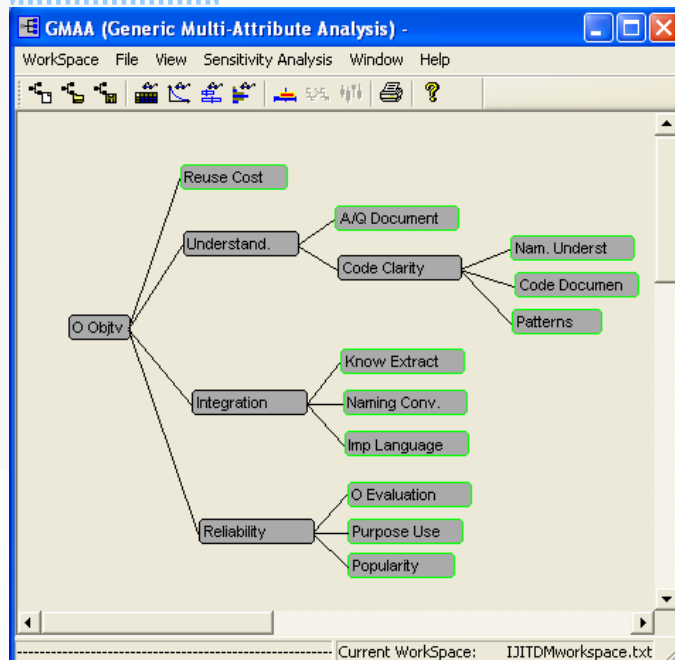 GMAA (Generic Multi-Attribute Analysis) -
WorkSpace File View Sensitivity Analysis Window Help
Reuse Cost
A/Q Document
Understand.
Nam. Underst
Code Clarity
Code Documen
Patterns
O Objtv
Know Extract
Integration
Naming Conv.
Imp Language
O Evaluation
Reliability
Purpose Use
Popularity
Current WorkSpace: IJITDMworkspace.txt